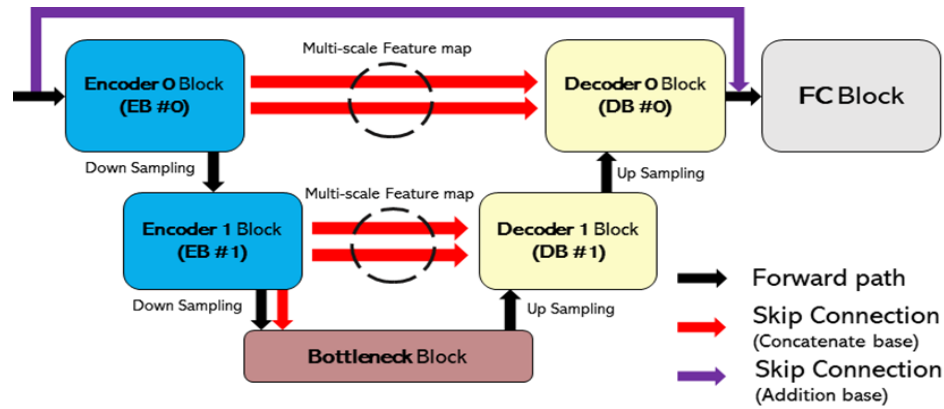 Multi-scale Feature map
Encoder 0 Block
(EB #0)
Decoder 0 Block
(DB #0)
FC Block
Down Sampling
Up Sampling
Multi-scale Feature map
Encoder 1 Block
(EB #1)
Decoder 1 Block
(DB #1)
Down Sampling
Up Sampling
Bottleneck Block
Forward path
Skip Connection
(Concatenate base)
Skip Connection
(Addition base)